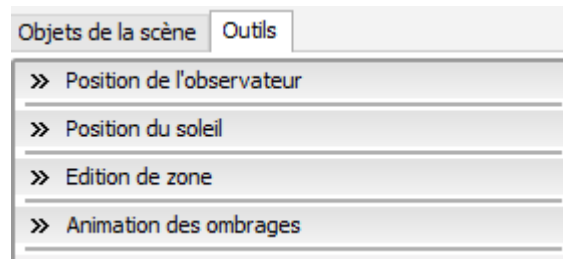 Objets de la scène Outils
» Position de l'observateur
» Position du soleil
» Edition de zone
» Animation des ombrages